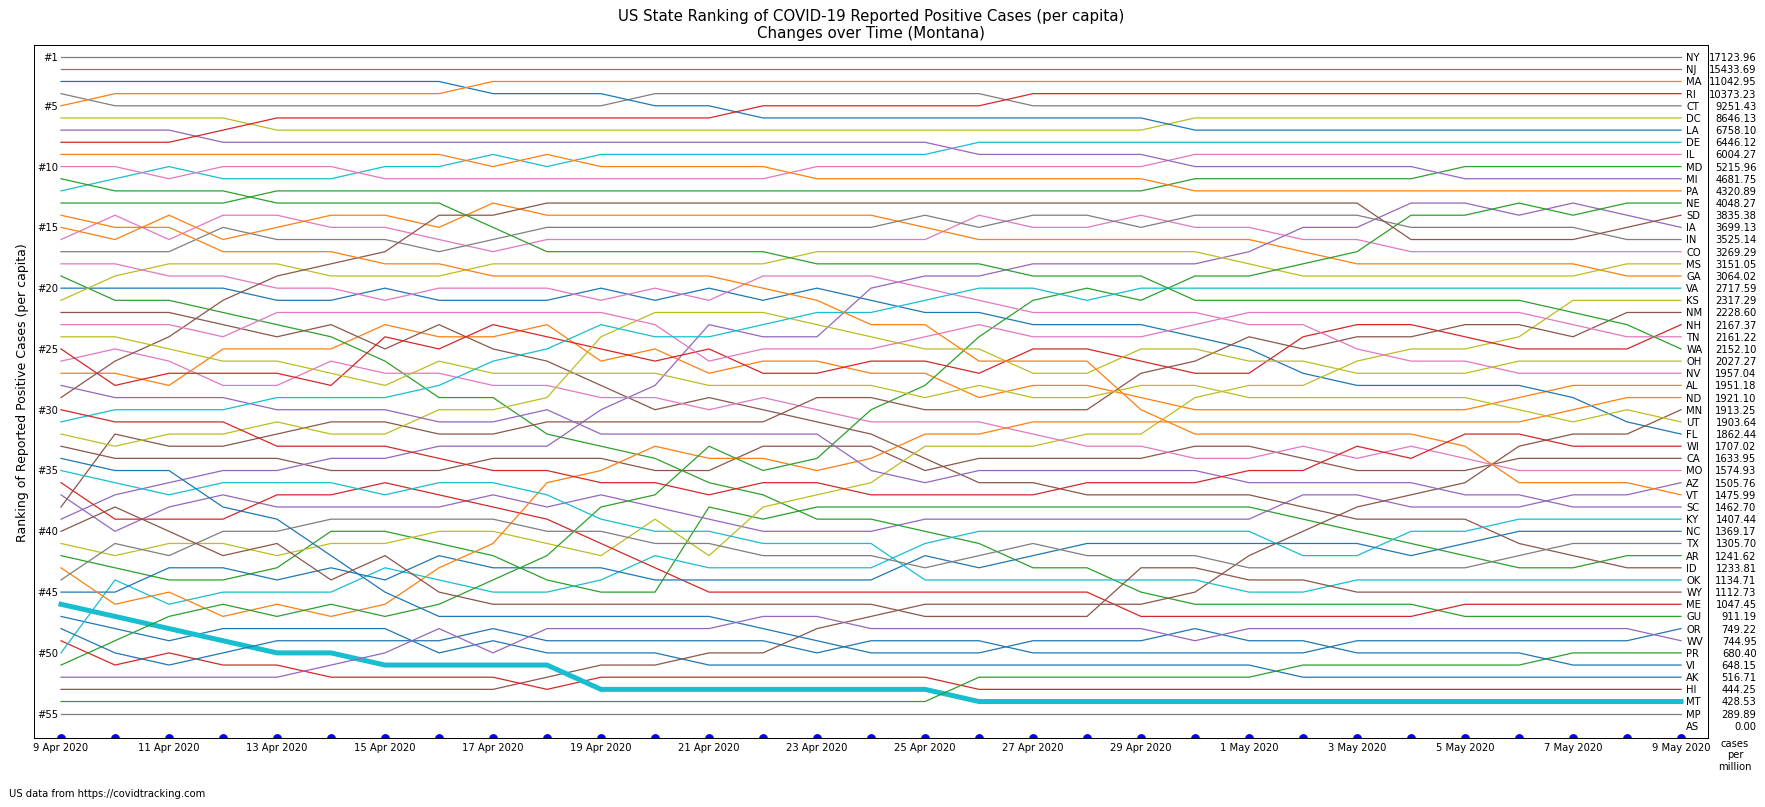 US State Ranking of COVID-19 Reported Positive Cases (per capita)
Changes over Time (Montana)
Ranking of Reported Positive Cases (per capita)
#1
#5
#10
#15
#20
#25
#30
#35
#40
#45
#50
#55
NY 17123.96
NJ 15433.69
MA 11042.95
RI 10373.23
CT 9251.43
DC 8646.13
LA 6758.10
DE 6446.12
IL 6004.27
MD 5215.96
MI 4681.75
PA 4320.89
NE 4048.27
SD 3835.38
IA 3699.13
IN 3525.14
CO 3269.29
MS 3151.05
GA 3064.02
VA 2717.59
KS 2317.29
NM 2228.60
NH 2167.37
TN 2161.22
WA 2152.10
OH 2027.27
NV 1957.04
AL 1951.18
ND 1921.10
MN 1913.25
UT 1903.64
FL 1862.44
WI 1707.02
CA 1633.95
MO 1574.93
AZ 1505.76
VT 1475.99
SC 1462.70
KY 1407.44
NC 1369.17
TX 1305.70
AR 1241.62
ID 1233.81
OK 1134.71
WY 1112.73
ME 1047.45
GU 911.19
OR 749.22
WV 744.95
PR 680.40
VI 648.15
AK 516.71
HI 444.25
MT 428.53
MP 289.89
AS 0.00
9 Apr 2020 11 Apr 2020 13 Apr 2020 15 Apr 2020 17 Apr 2020 19 Apr 2020 21 Apr 2020 23 Apr 2020 25 Apr 2020 27 Apr 2020 29 Apr 2020 1 May 2020 3 May 2020 5 May 2020 7 May 2020 9 May 2020
cases
per
million
US data from https://covidtracking.com